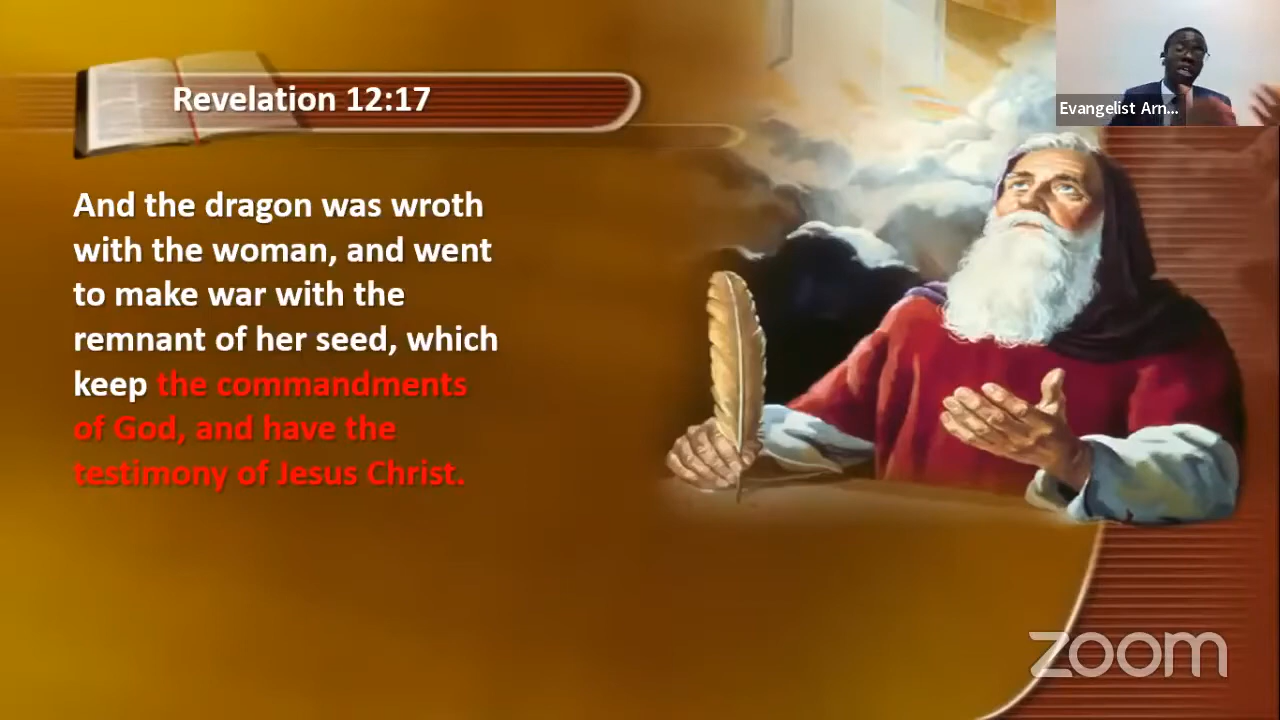 Revelation 12:17
Evangelist Arn...
And the dragon was wroth
with the woman, and went
to make war with the
remnant of her seed, which
keep the commandments
of God, and have the
testimony of Jesus Christ.
zoom